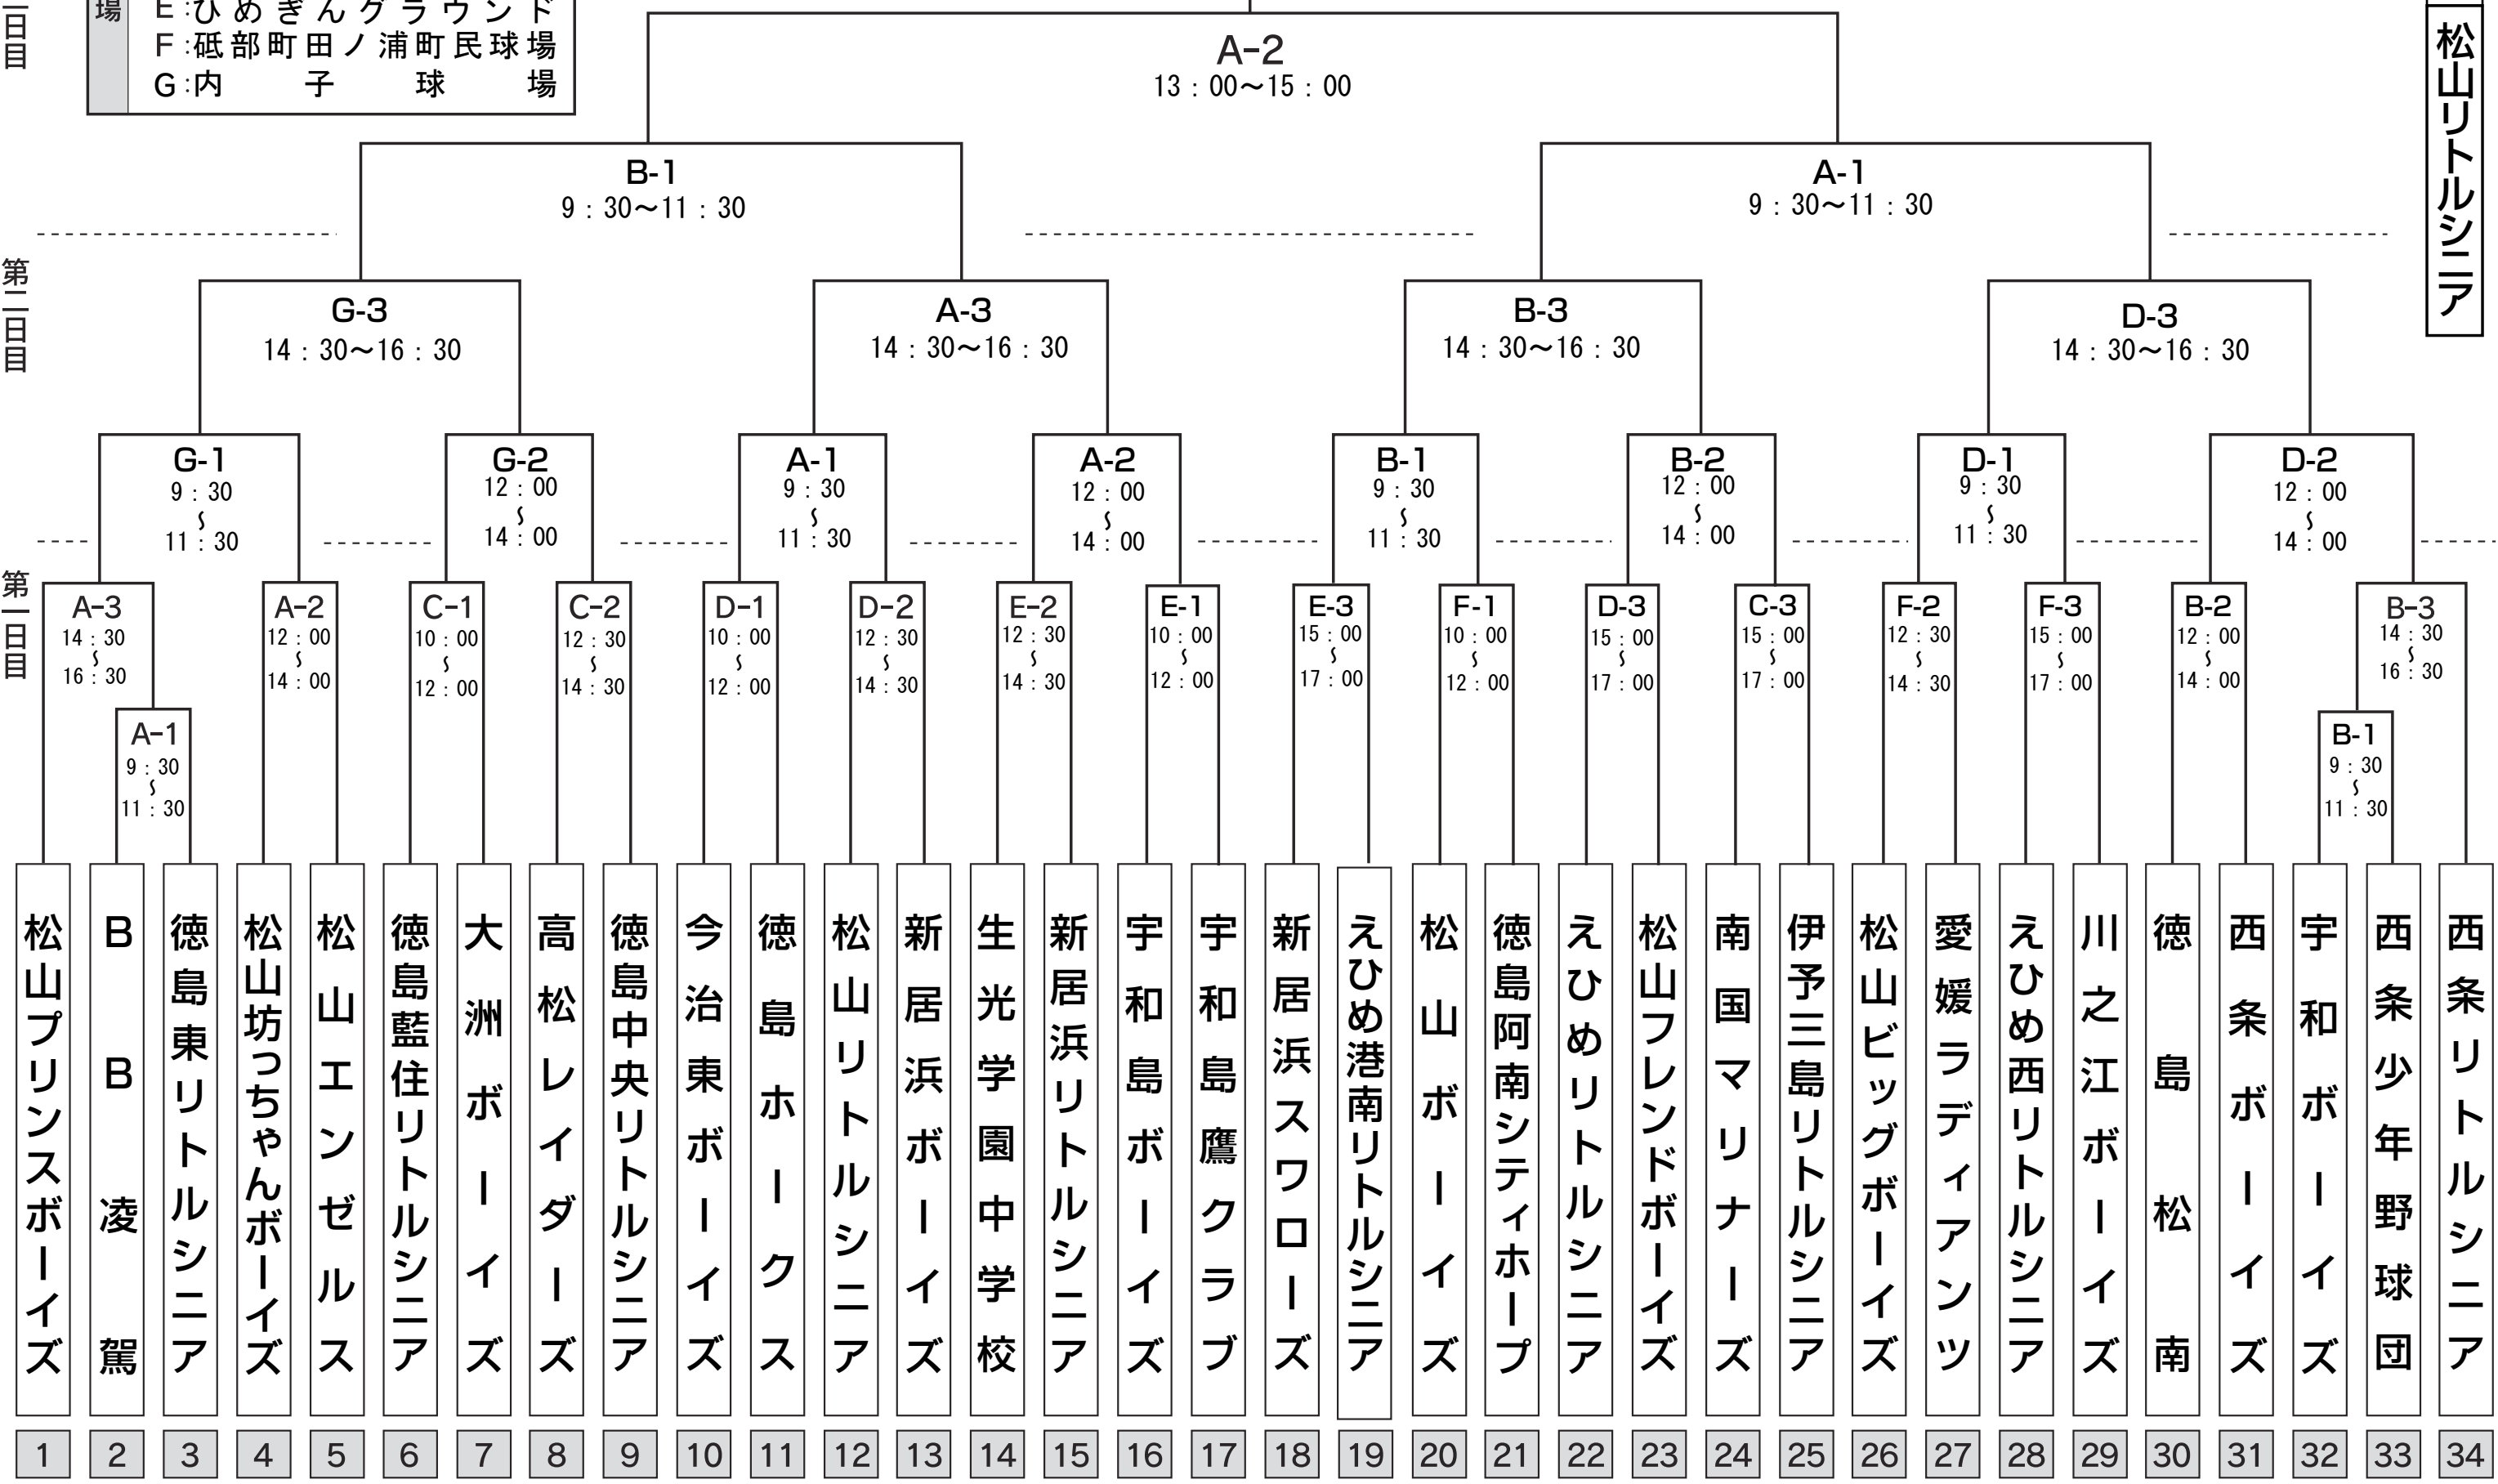 場
E:ひめぎんグラウンド
F:砥部町田ノ浦町民球場
G:内子球場
日目
A-2
13:00～15:00
松山リトルシニア
B-1
9:30～11:30
A-1
9:30～11:30
第二日目
G-3
14:30～16:30
A-3
14:30～16:30
B-3
14:30～16:30
D-3
14:30～16:30
G-1
9:30
～
11:30
G-2
12:00
～
14:00
A-1
9:30
～
11:30
A-2
12:00
～
14:00
B-1
9:30
～
11:30
B-2
12:00
～
14:00
D-1
9:30
～
11:30
D-2
12:00
～
14:00
第一日目
A-3
14:30
～
16:30
A-2
12:00
～
14:00
C-1
10:00
～
12:00
C-2
12:30
～
14:30
D-1
10:00
～
12:00
D-2
12:30
～
14:30
E-2
12:30
～
14:30
E-1
10:00
～
12:00
E-3
15:00
～
17:00
F-1
10:00
～
12:00
D-3
15:00
～
17:00
C-3
15:00
～
17:00
F-2
12:30
～
14:30
F-3
15:00
～
17:00
B-2
12:00
～
14:00
B-3
14:30
～
16:30
A-1
9:30
～
11:30
B-1
9:30
～
11:30
松山プリンスボーイズ
BB凌駕
徳島東リトルシニア
松山坊っちゃんボーイズ
松山エンゼルス
徳島藍住リトルシニア
大洲ボーイズ
高松レイダーズ
徳島中央リトルシニア
今治東ボーイズ
徳島ホークス
松山リトルシニア
新居浜ボーイズ
生光学園中学校
新居浜リトルシニア
宇和島ボーイズ
宇和島鷹クラブ
新居浜スワローズ
えひめ港南リトルシニア
松山ボーイズ
徳島阿南シティホープ
えひめリトルシニア
松山フレンドボーイズ
南国マリナーズ
伊予三島リトルシニア
松山ビッグボーイズ
愛媛ラディアンツ
えひめ西リトルシニア
川之江ボーイズ
徳島松南
西条ボーイズ
宇和ボーイズ
西条少年野球団
西条リトルシニア
1 2 3 4 5 6 7 8 9 10 11 12 13 14 15 16 17 18 19 20 21 22 23 24 25 26 27 28 29 30 31 32 33 34